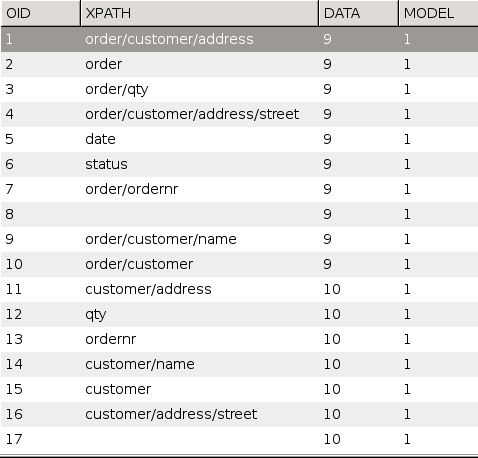 OID XPATH DATA MODEL
1 order/customer/address 9 1
2 order 9 1
3 order/qty 9 1
4 order/customer/address/street 9 1
5 date 9 1
6 status 9 1
7 order/ordernr 9 1
8 9 1
9 order/customer/name 9 1
10 order/customer 9 1
11 customer/address 10 1
12 qty 10 1
13 ordernr 10 1
14 customer/name 10 1
15 customer 10 1
16 customer/address/street 10 1
17 10 1